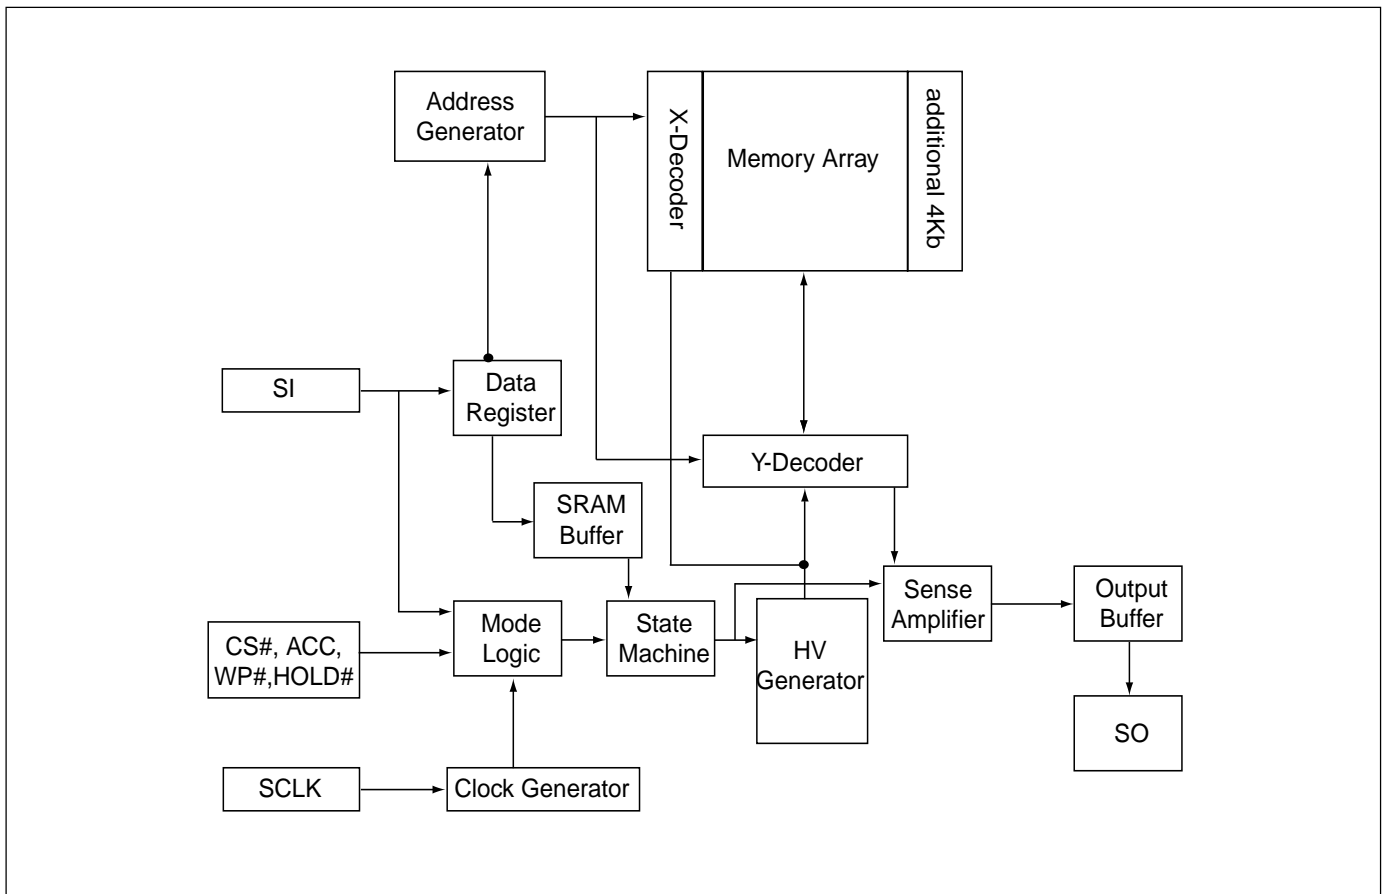 Address
Generator
X-Decoder
Memory Array
additional 4Kb
SI
Data
Register
Y-Decoder
SRAM
Buffer
Sense
Amplifier
Output
Buffer
CS#, ACC,
WP#,HOLD#
Mode
Logic
State
Machine
HV
Generator
SO
SCLK
Clock Generator